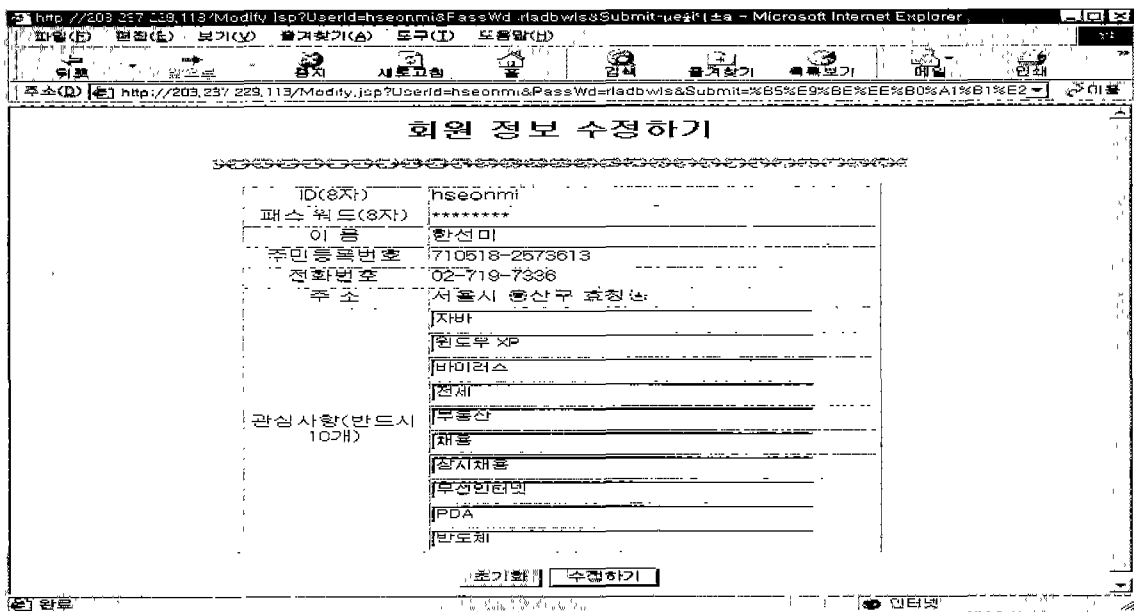 http //203 237 229,113/Modify jsp?UserId=hseonmi&PassWd=rladbwls&Submit= - Microsoft Internet Explorer
파일(F) 편집(E) 보기(V) 즐겨찾기(A) 도구(T) 도움말(H)
뒤로 앞으로 중지 새로고침 홈 검색 즐겨찾기 목록보기 메일 인쇄
주소(D) http://203,237 229,113/Modify,jsp?UserId=hseonmi&PassWd=rladbwls&Submit=%B5%E9%BE%EE%B0%A1%B1%E2 이동
회원 정보 수정하기
ID(8자) hseonmi
패스 워드(8자) ********
이 름 한선미
주민등록번호 710518-2573613
전화번호 02-719-7336
주 소 서울시 용산구
관심사항(반드시 10개)
자바
윈도우 XP
바이러스
전세
부동산
채용
상시채용
무선인터넷
PDA
반도체
초기화 수정하기
완료 인터넷